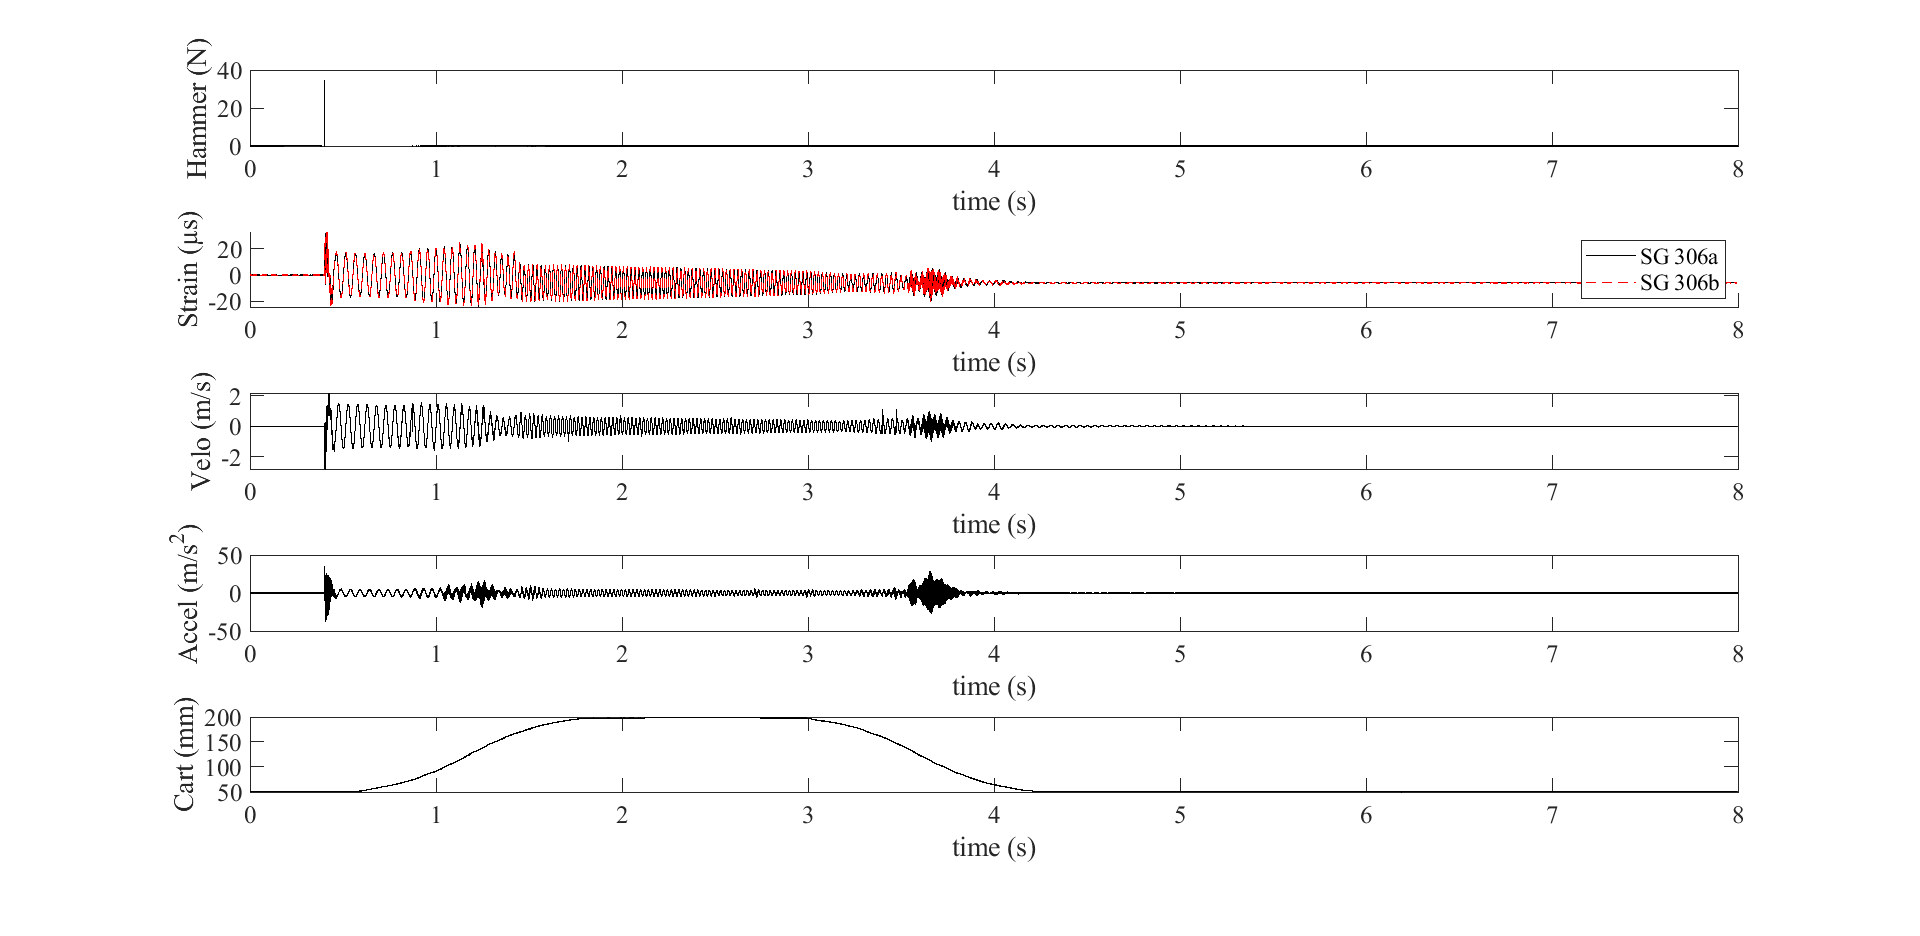 Hammer (N)
40
20
0
0 1 2 3 4 5 6 7 8
time (s)
Strain (μs)
20
0
-20
SG 306a
SG 306b
0 1 2 3 4 5 6 7 8
time (s)
Velo (m/s)
2
0
-2
0 1 2 3 4 5 6 7 8
time (s)
Accel (m/s²)
50
0
-50
0 1 2 3 4 5 6 7 8
time (s)
Cart (mm)
200
150
100
50
0 1 2 3 4 5 6 7 8
time (s)